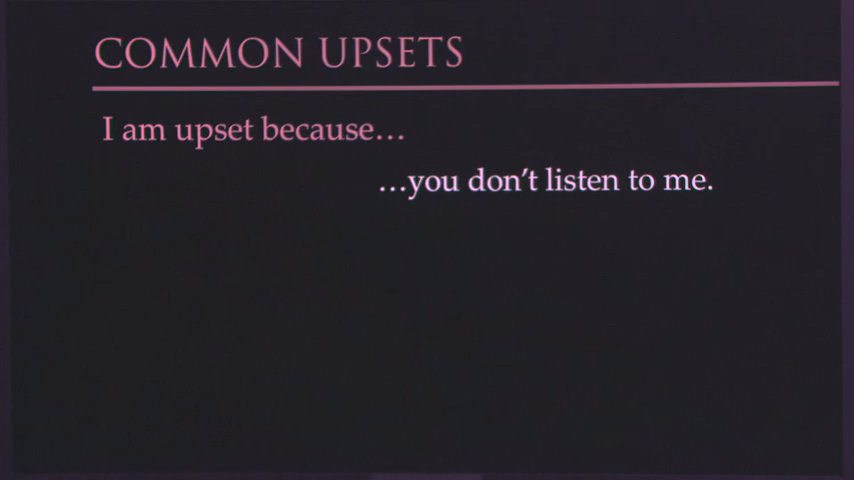 COMMON UPSETS
I am upset because…
…you don't listen to me.